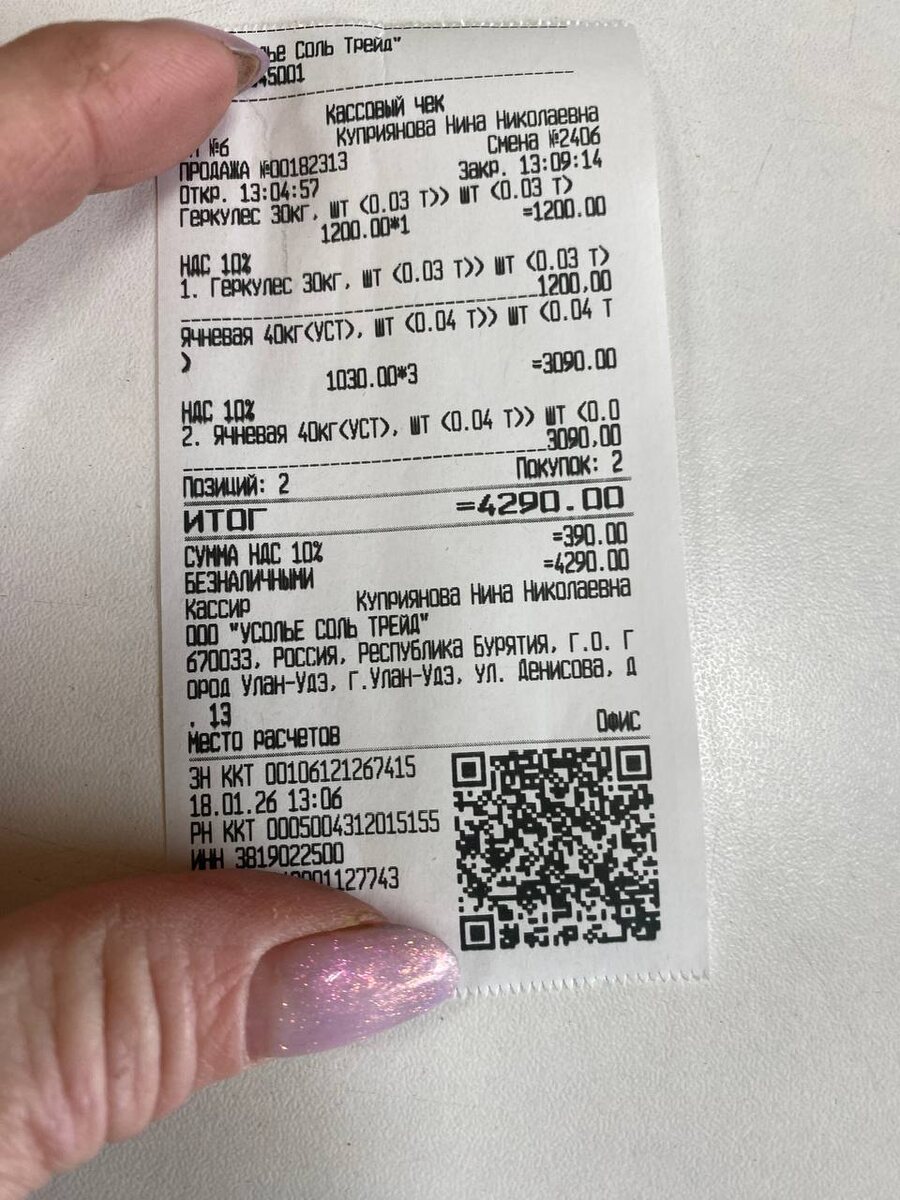 ье Соль Трейд"
45001
Кассовый чек
Куприянова Нина Николаевна
№6 Смена №2406
ПРОДАЖА №00182313 Закр. 13:09:14
Откр. 13:04:57
Геркулес 30кг, шт (0.03 т)) шт (0.03 т)
1200.00*1 =1200.00
НДС 10%
1. Геркулес 30кг, шт (0.03 т)) шт (0.03 т)
1200,00
Ячневая 40кг(УСТ), шт (0.04 т)) шт (0.04 т
)
1030.00*3 =3090.00
НДС 10%
2. Ячневая 40кг(УСТ), шт (0.04 т)) шт (0.0
3090,00
Позиций: 2 Покупок: 2
ИТОГ =4290.00
СУММА НДС 10% =390.00
БЕЗНАЛИЧНЫМИ =4290.00
Кассир Куприянова Нина Николаевна
ООО "УСОЛЬЕ СОЛЬ ТРЕЙД"
670033, РОССИЯ, Республика Бурятия, Г.О. Г
ород Улан-Удэ, г.Улан-Удэ, ул. Денисова, д
. 13
Место расчетов Офис
ЗН ККТ 00106121267415
18.01.26 13:06
РН ККТ 0005004312015155
ИНН 3819022500
0001127743